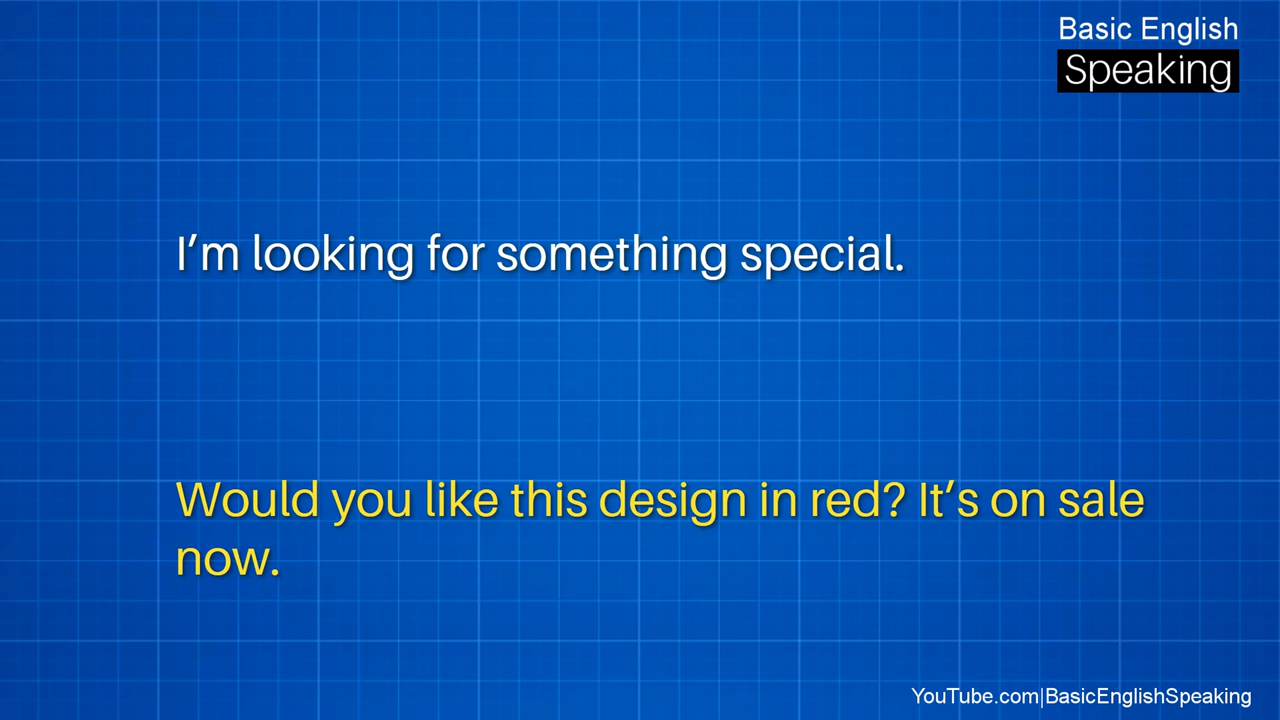 Basic English
Speaking
I’m looking for something special.
Would you like this design in red? It’s on sale
now.
YouTube.com|BasicEnglishSpeaking